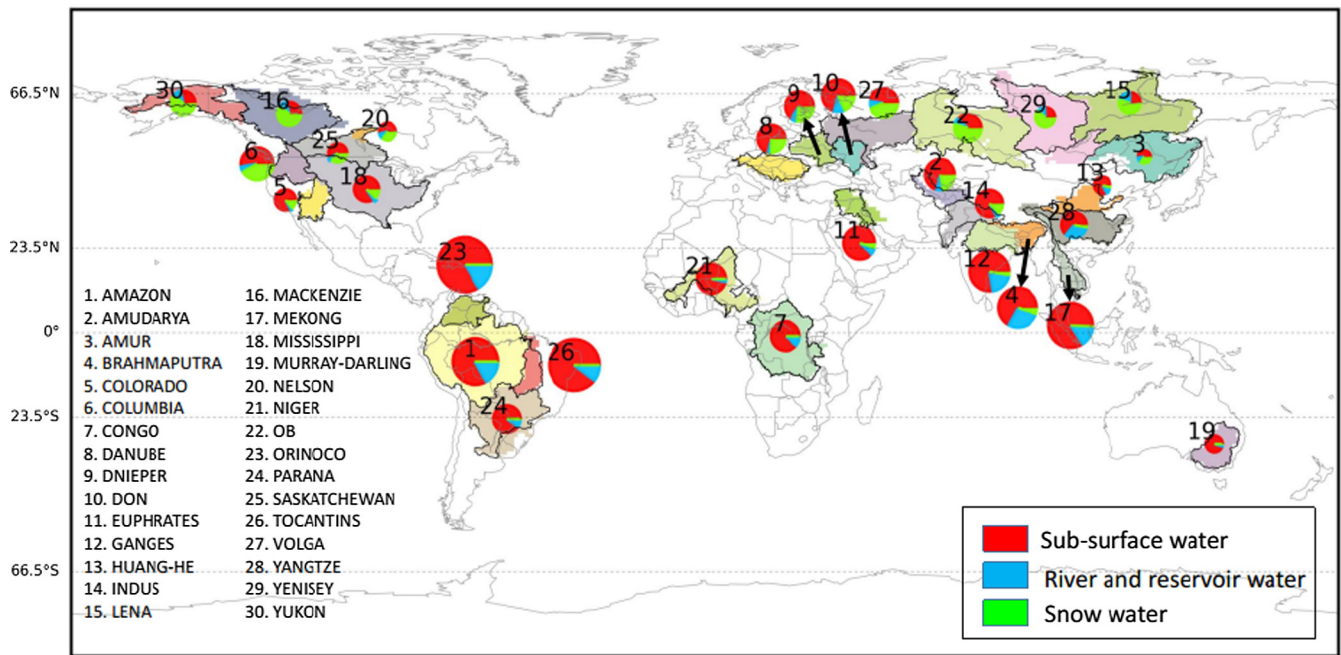 66.5°N
23.5°N
0°
23.5°S
66.5°S
30
16
20
25
6
5
18
23
1
26
24
9
10
27
8
22
29
15
3
2
14
13
28
11
12
4
17
21
7
19
1. AMAZON
2. AMUDARYA
3. AMUR
4. BRAHMAPUTRA
5. COLORADO
6. COLUMBIA
7. CONGO
8. DANUBE
9. DNIEPER
10. DON
11. EUPHRATES
12. GANGES
13. HUANG-HE
14. INDUS
15. LENA
16. MACKENZIE
17. MEKONG
18. MISSISSIPPI
19. MURRAY-DARLING
20. NELSON
21. NIGER
22. OB
23. ORINOCO
24. PARANA
25. SASKATCHEWAN
26. TOCANTINS
27. VOLGA
28. YANGTZE
29. YENISEY
30. YUKON
Sub-surface water
River and reservoir water
Snow water